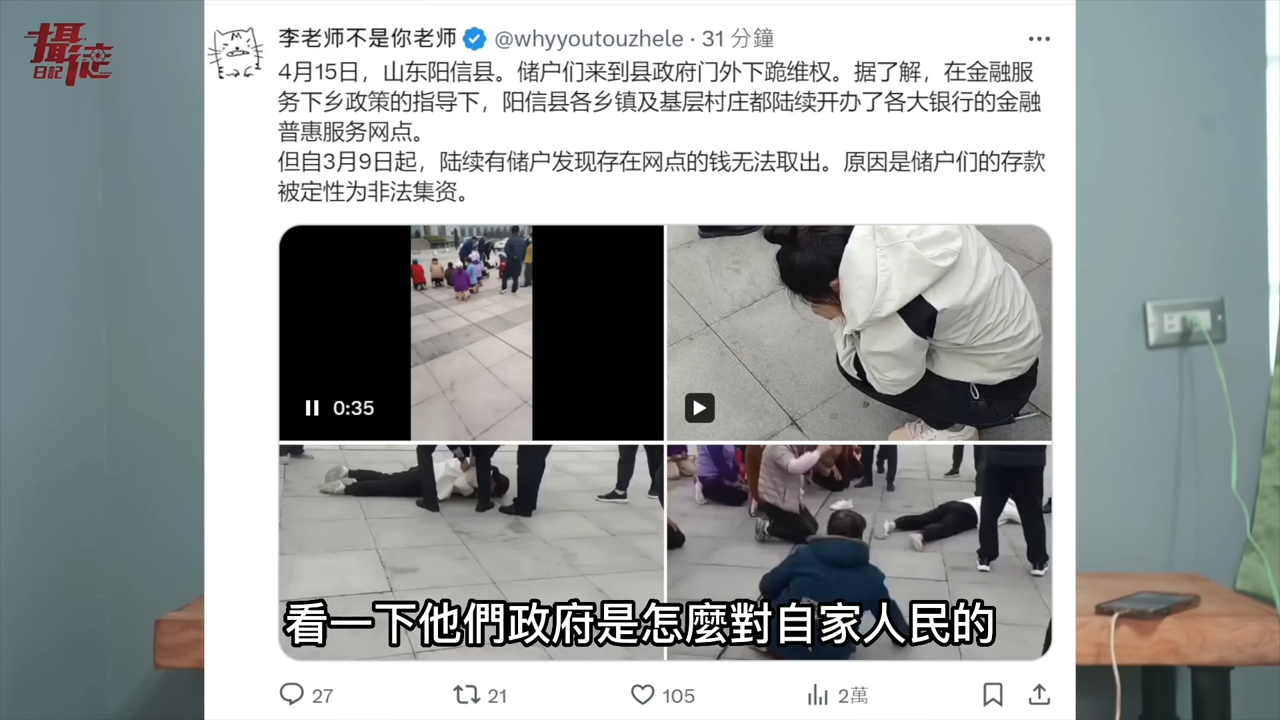 攝徒
日記
李老师不是你老师 @whyyoutouzhele · 31 分鐘
4月15日，山东阳信县。储户们来到县政府门外下跪维权。据了解，在金融服
务下乡政策的指导下，阳信县各乡镇及基层村庄都陆续开办了各大银行的金融
普惠服务网点。
但自3月9日起，陆续有储户发现存在网点的钱无法取出。原因是储户们的存款
被定性为非法集资。
0:35
看一下他們政府是怎麼對自家人民的
27 21 105 2萬